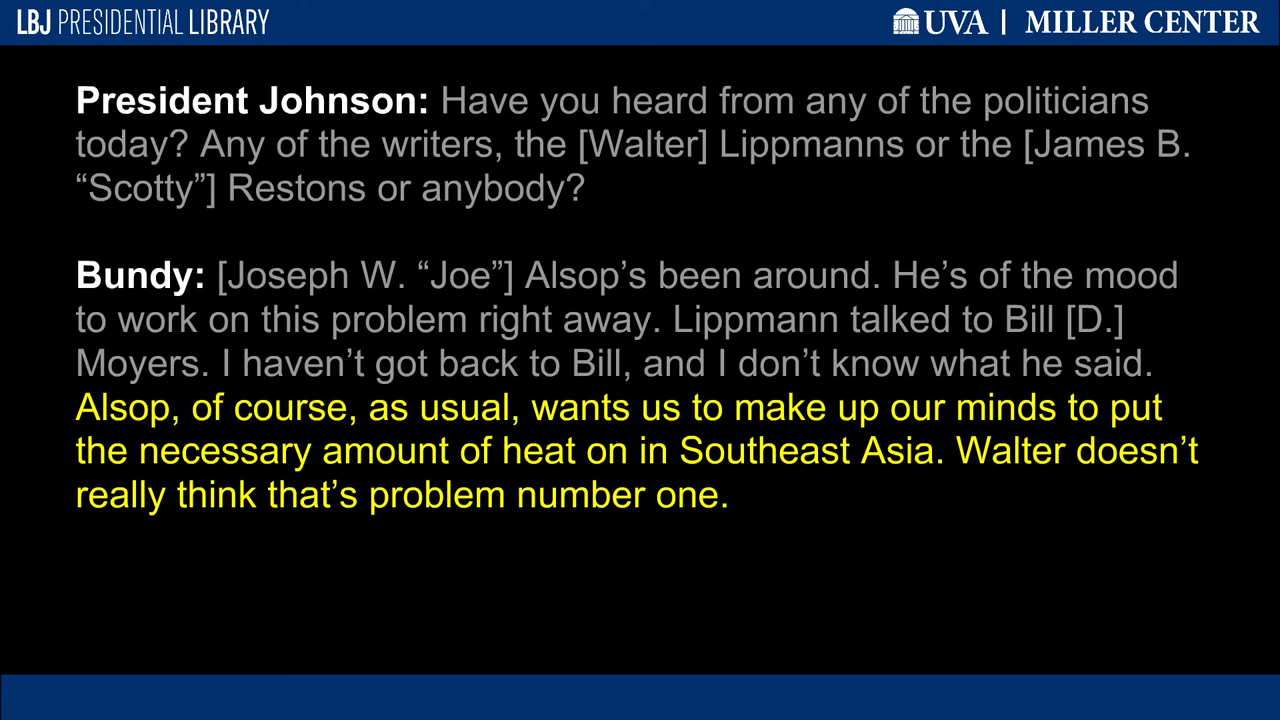 LBJ PRESIDENTIAL LIBRARY
UVA | MILLER CENTER
President Johnson: Have you heard from any of the politicians
today? Any of the writers, the [Walter] Lippmanns or the [James B.
“Scotty”] Restons or anybody?
Bundy: [Joseph W. “Joe”] Alsop’s been around. He’s of the mood
to work on this problem right away. Lippmann talked to Bill [D.]
Moyers. I haven’t got back to Bill, and I don’t know what he said.
Alsop, of course, as usual, wants us to make up our minds to put
the necessary amount of heat on in Southeast Asia. Walter doesn’t
really think that’s problem number one.